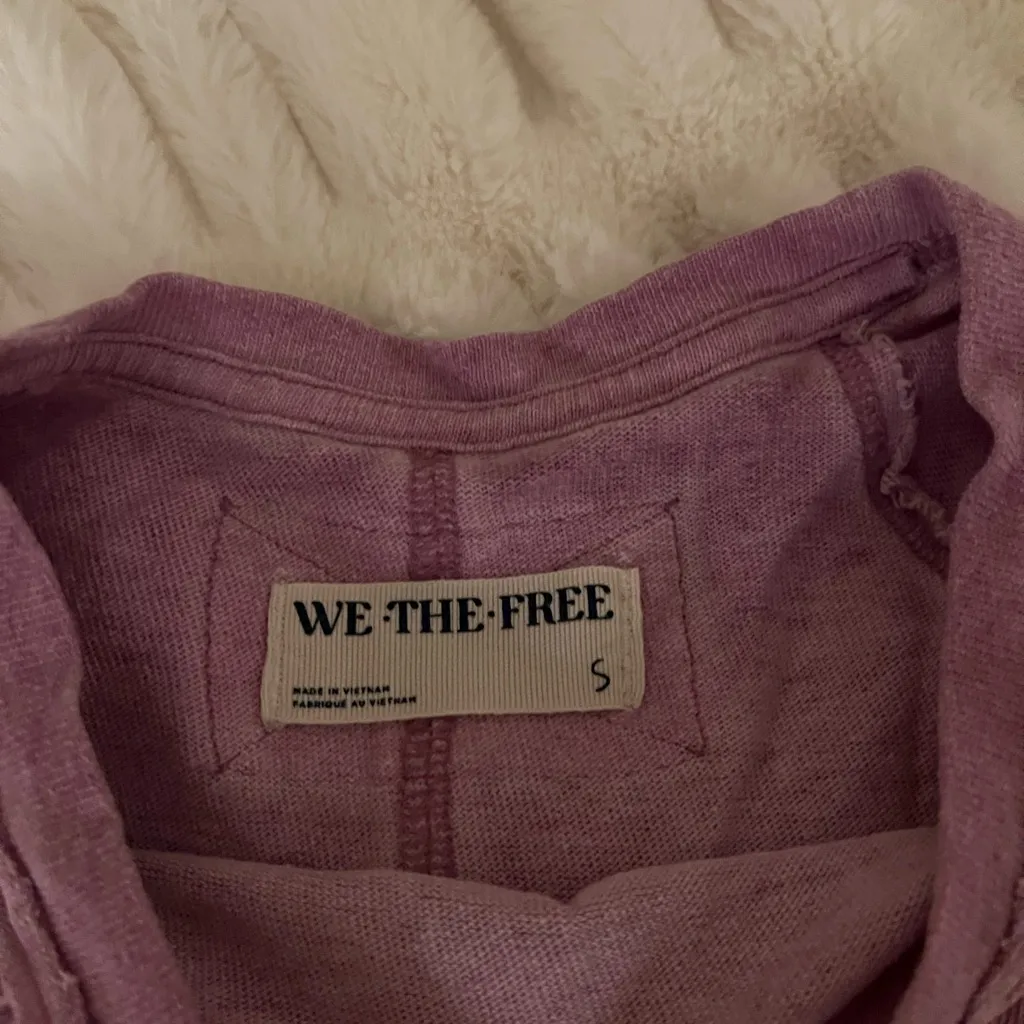 WE·THE·FREE
S
MADE IN VIETNAM
FABRIQUÉ AU VIETNAM